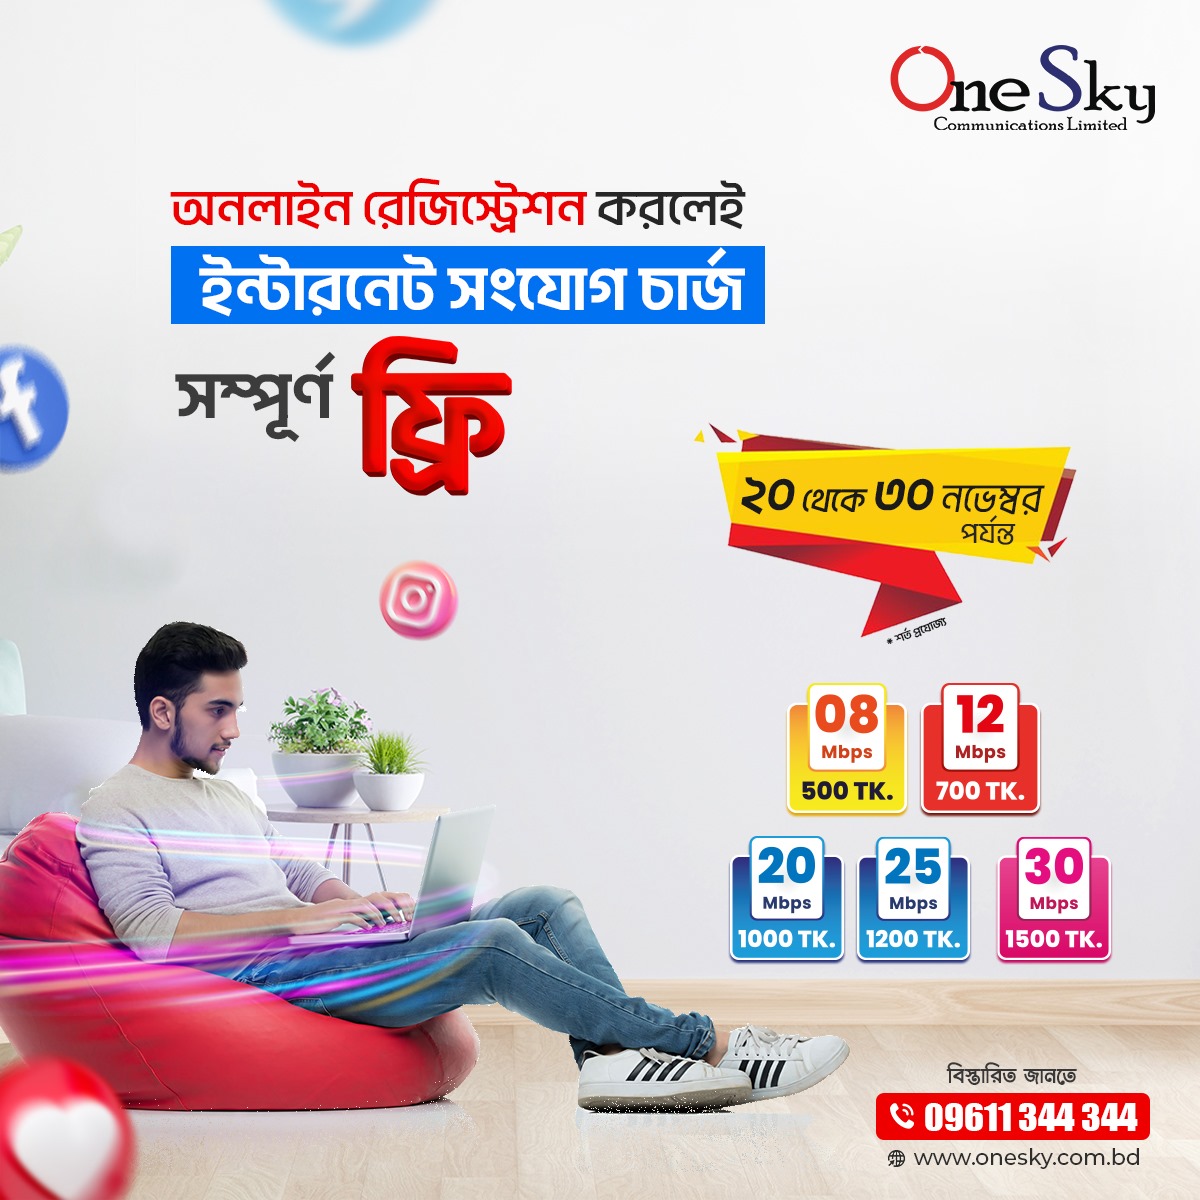 One Sky
Communications Limited
অনলাইন রেজিস্ট্রেশন করলেই
ইন্টারনেট সংযোগ চার্জ
সম্পূর্ণ ফ্রি
২০ থেকে ৩০ নভেম্বর
পর্যন্ত
* শর্ত প্রযোজ্য
08
Mbps
500 TK.
12
Mbps
700 TK.
20
Mbps
1000 TK.
25
Mbps
1200 TK.
30
Mbps
1500 TK.
বিস্তারিত জানতে
09611 344 344
www.onesky.com.bd